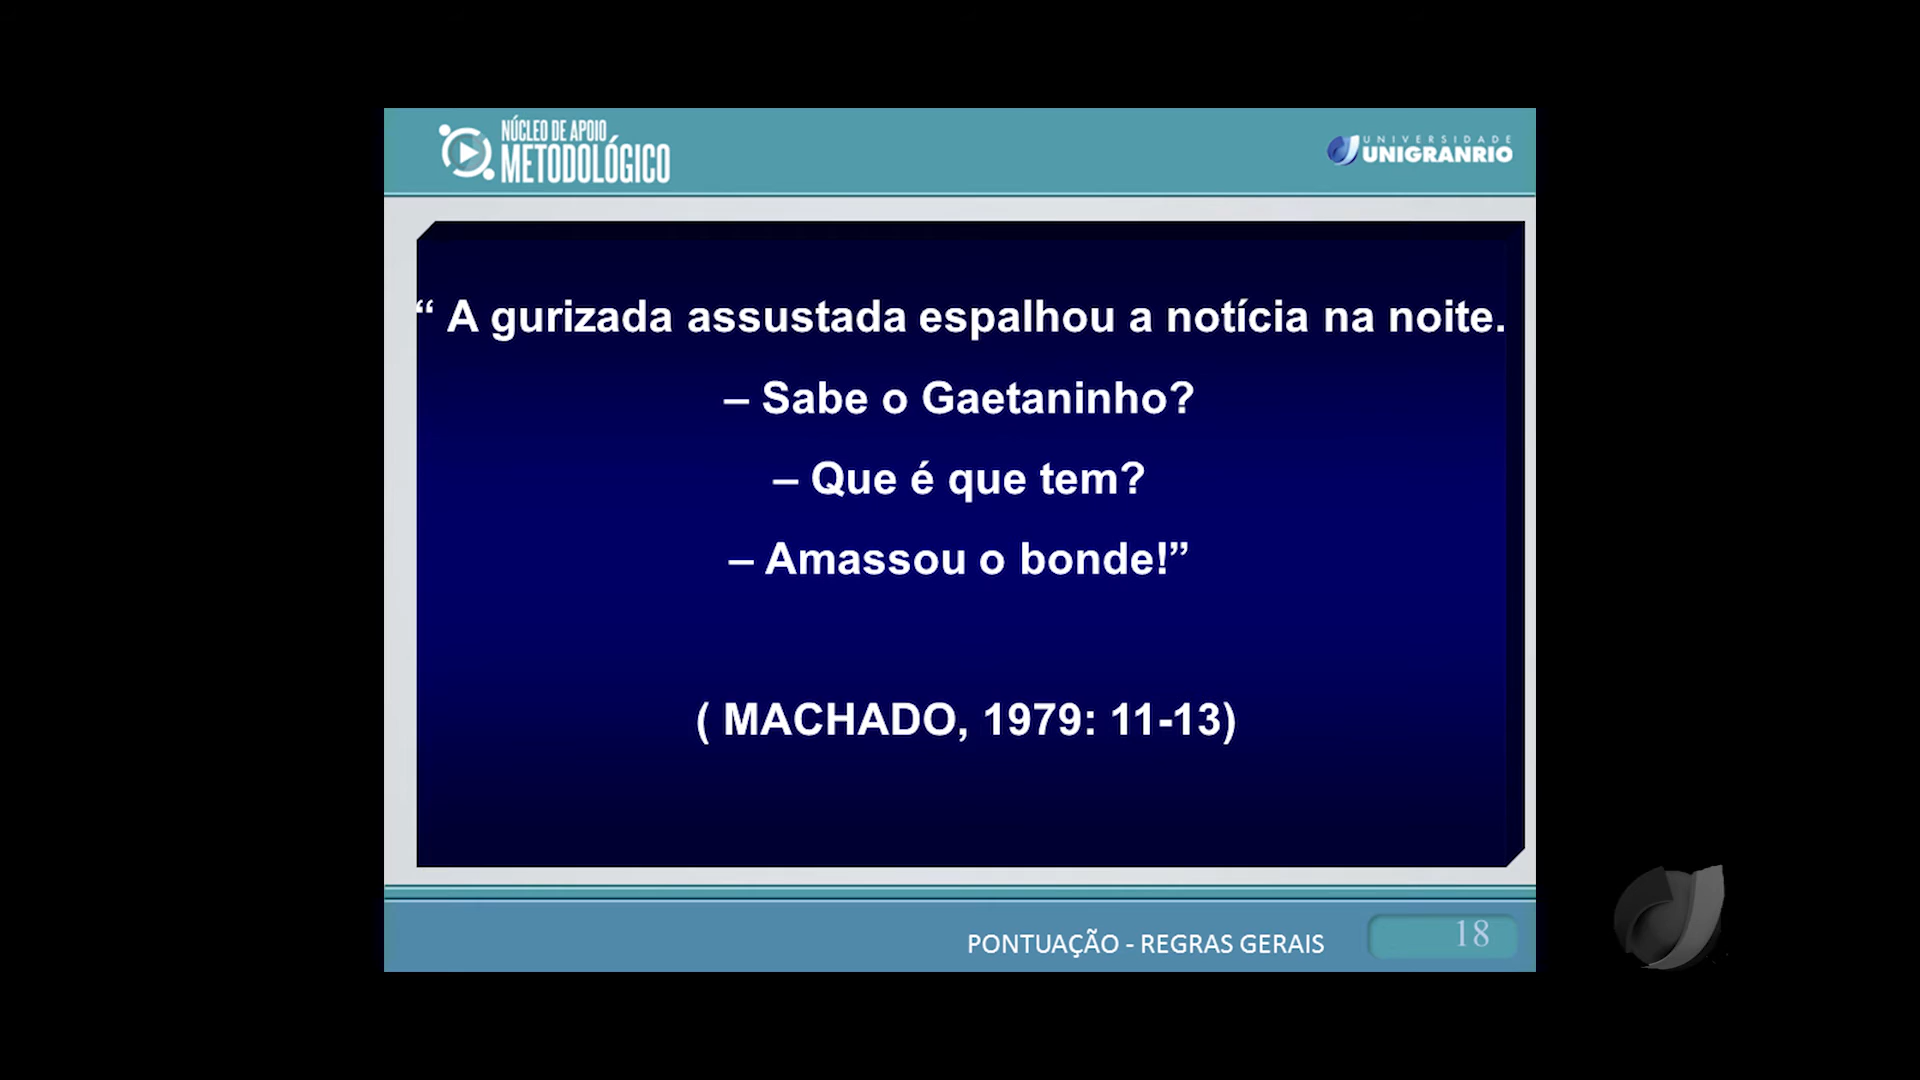 NÚCLEO DE APOIO
METODOLÓGICO
UNIVERSIDADE
UNIGRANRIO
“ A gurizada assustada espalhou a notícia na noite.
– Sabe o Gaetaninho?
– Que é que tem?
– Amassou o bonde!”
( MACHADO, 1979: 11-13)
PONTUAÇÃO - REGRAS GERAIS
18